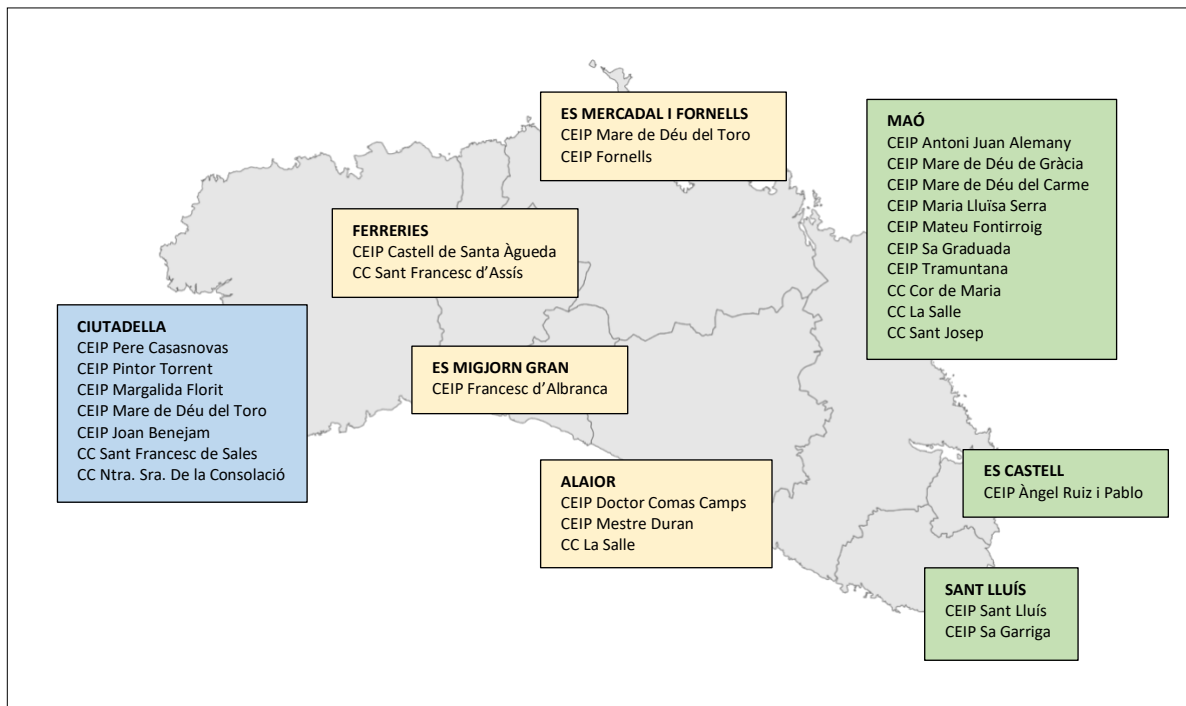 ES MERCADAL I FORNELLS
CEIP Mare de Déu del Toro
CEIP Fornells
MAÓ
CEIP Antoni Juan Alemany
CEIP Mare de Déu de Gràcia
CEIP Mare de Déu del Carme
CEIP Maria Lluïsa Serra
CEIP Mateu Fontirroig
CEIP Sa Graduada
CEIP Tramuntana
CC Cor de Maria
CC La Salle
CC Sant Josep
FERRERIES
CEIP Castell de Santa Àgueda
CC Sant Francesc d’Assís
CIUTADELLA
CEIP Pere Casasnovas
CEIP Pintor Torrent
CEIP Margalida Florit
CEIP Mare de Déu del Toro
CEIP Joan Benejam
CC Sant Francesc de Sales
CC Ntra. Sra. De la Consolació
ES MIGJORN GRAN
CEIP Francesc d’Albranca
ALAIOR
CEIP Doctor Comas Camps
CEIP Mestre Duran
CC La Salle
ES CASTELL
CEIP Àngel Ruiz i Pablo
SANT LLUÍS
CEIP Sant Lluís
CEIP Sa Garriga